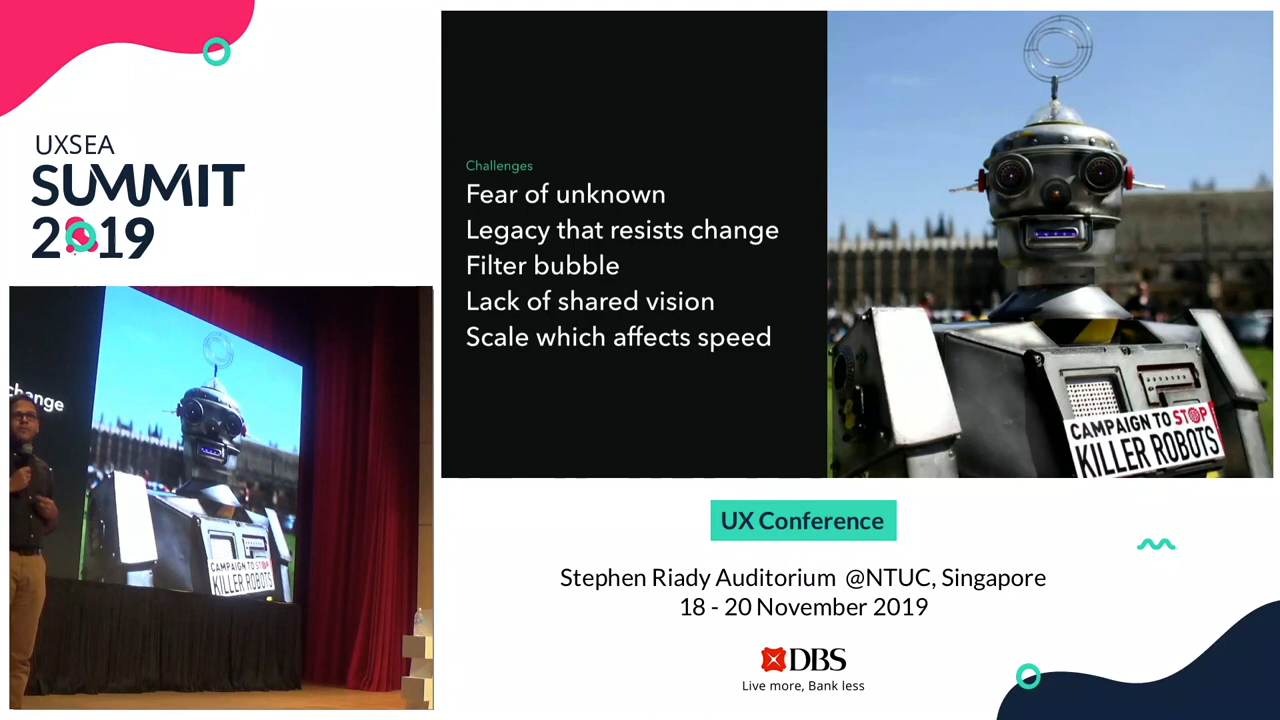 UXSEA
SUMMIT
2019
Challenges
Fear of unknown
Legacy that resists change
Filter bubble
Lack of shared vision
Scale which affects speed
CAMPAIGN TO STOP
KILLER ROBOTS
change
CAMPAIGN TO STOP
KILLER ROBOTS
UX Conference
Stephen Riady Auditorium @NTUC, Singapore
18 - 20 November 2019
DBS
Live more, Bank less